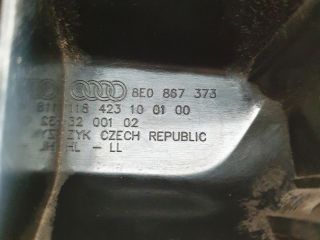 8E0 867 373
118 423 10 01 00
32 001 02
CZECH REPUBLIC
- LL